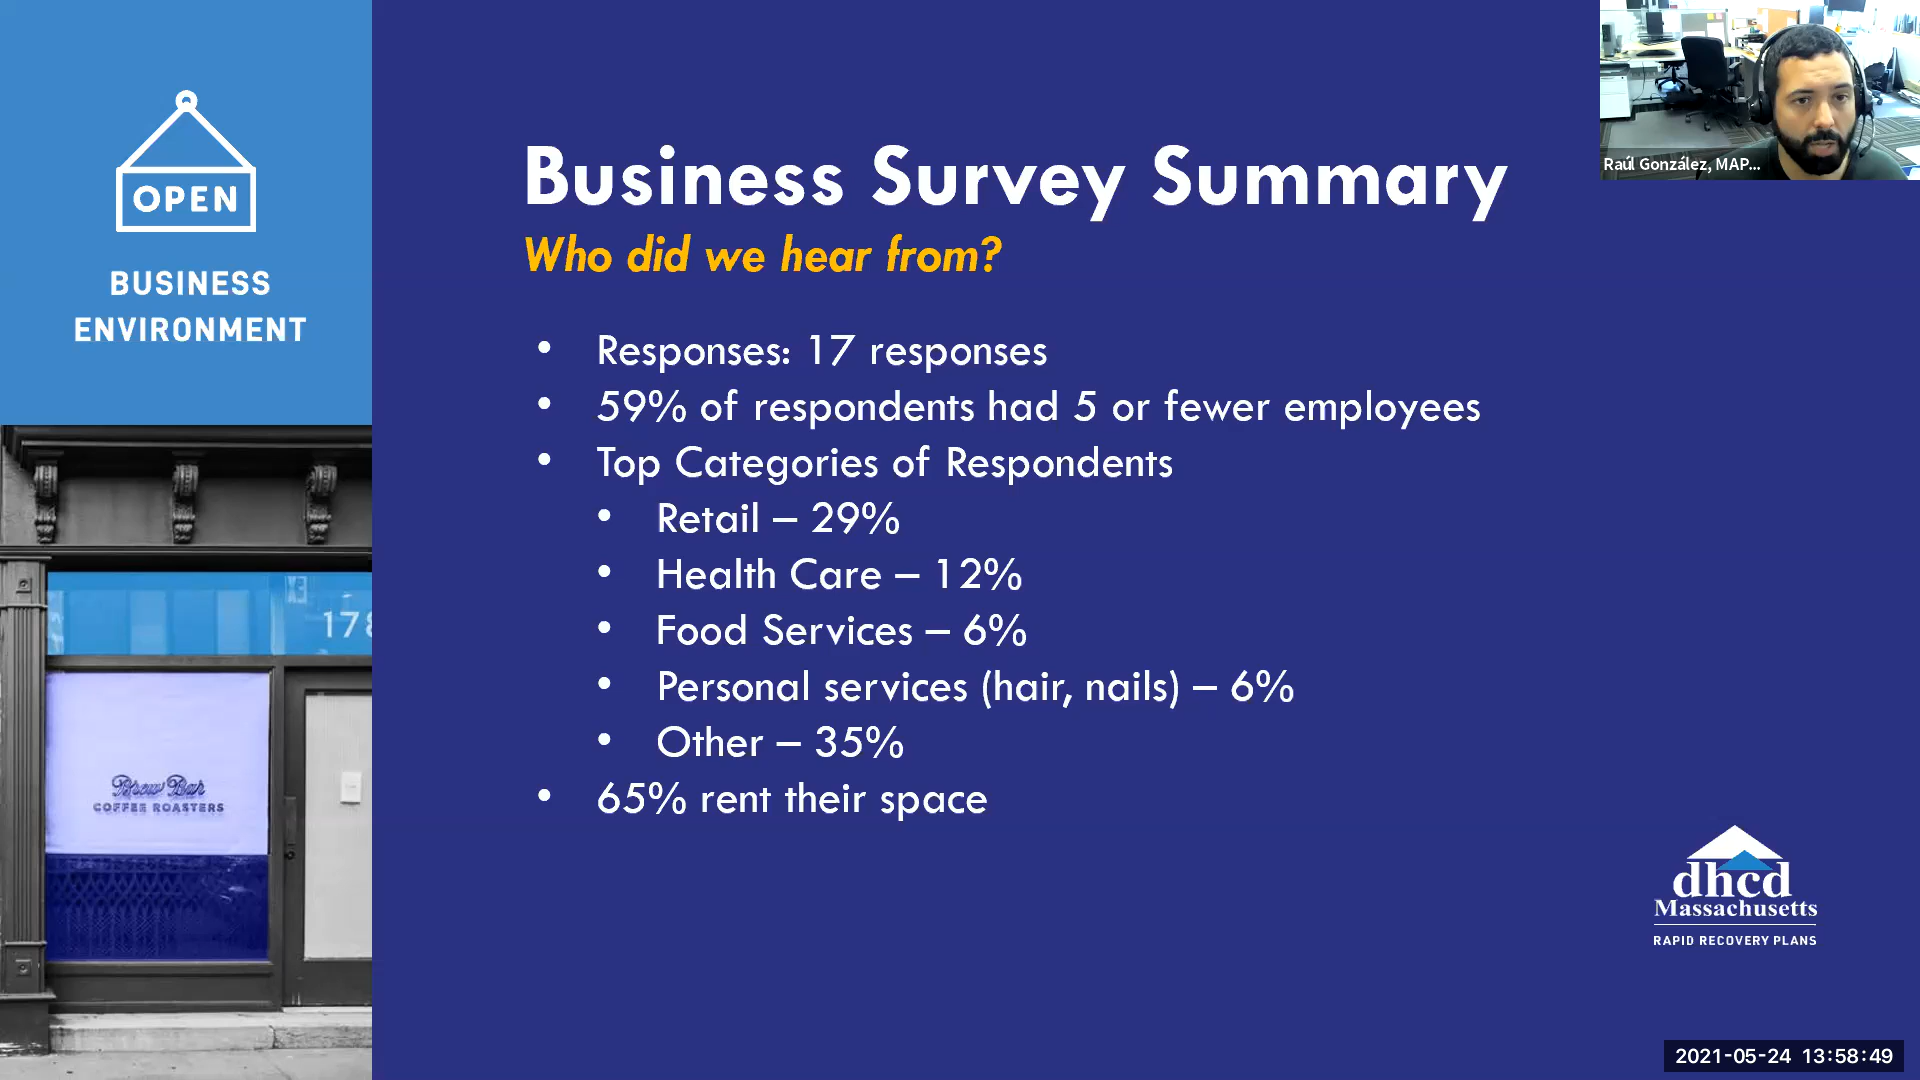 OPEN
BUSINESS
ENVIRONMENT
178
Brew Bar
COFFEE ROASTERS
Business Survey Summary
Who did we hear from?
• Responses: 17 responses
• 59% of respondents had 5 or fewer employees
• Top Categories of Respondents
• Retail – 29%
• Health Care – 12%
• Food Services – 6%
• Personal services (hair, nails) – 6%
• Other – 35%
• 65% rent their space
Raúl González, MAP...
dhcd
Massachusetts
RAPID RECOVERY PLANS
2021-05-24 13:58:49